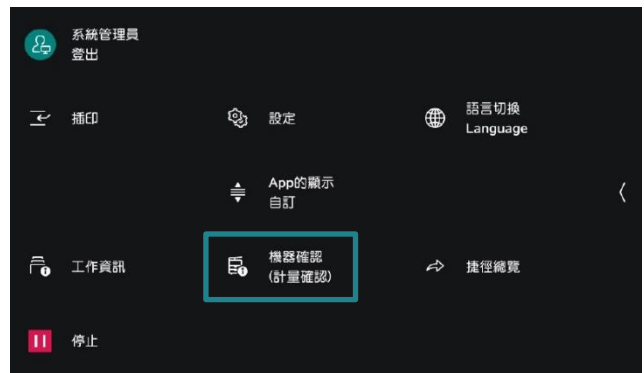 系統管理員
登出
插印
設定
語言切換
Language
App的顯示
自訂
工作資訊
機器確認
(計量確認)
捷徑總覽
停止